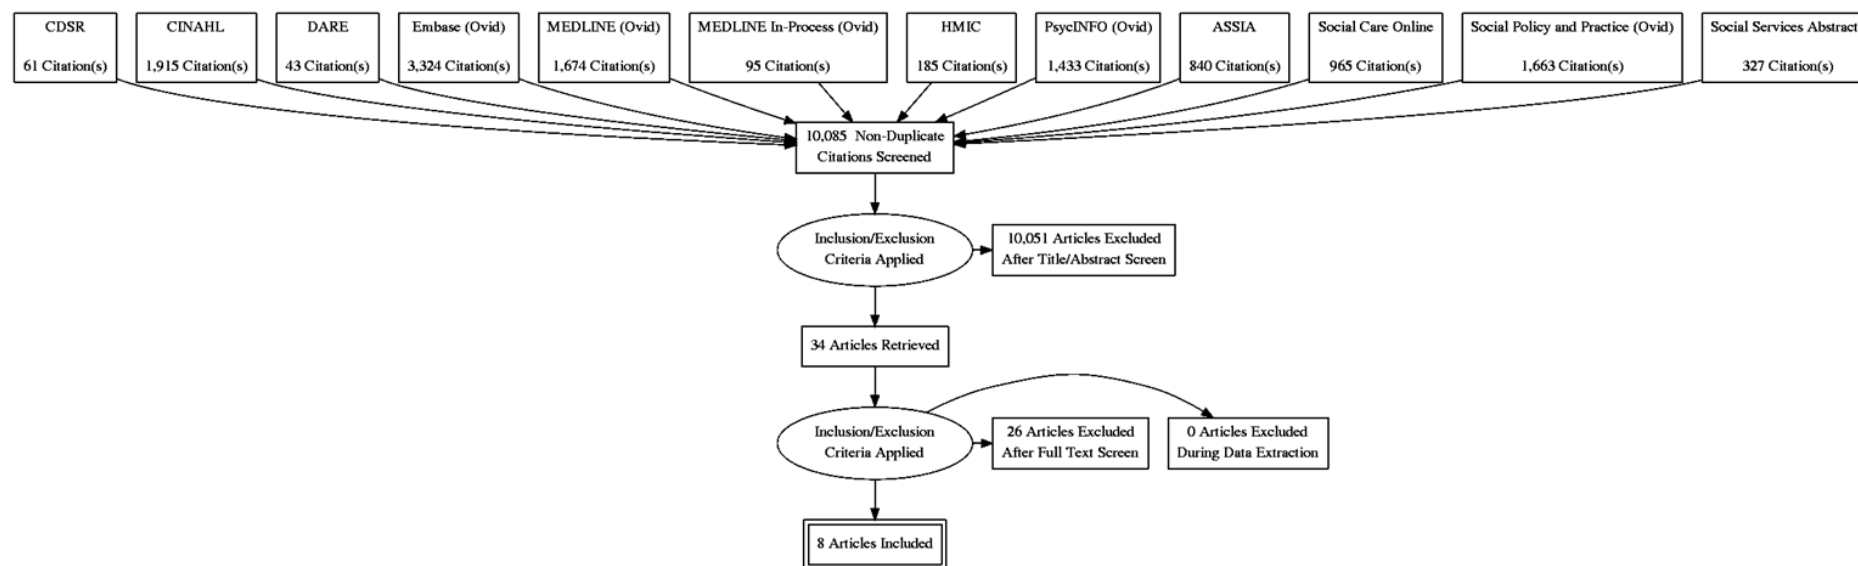 CDSR
61 Citation(s)
CINAHL
1,915 Citation(s)
DARE
43 Citation(s)
Embase (Ovid)
3,324 Citation(s)
MEDLINE (Ovid)
1,674 Citation(s)
MEDLINE In-Process (Ovid)
95 Citation(s)
HMIC
185 Citation(s)
PsycINFO (Ovid)
1,433 Citation(s)
ASSIA
840 Citation(s)
Social Care Online
965 Citation(s)
Social Policy and Practice (Ovid)
1,663 Citation(s)
Social Services Abstract
327 Citation(s)
10,085 Non-Duplicate
Citations Screened
Inclusion/Exclusion
Criteria Applied
10,051 Articles Excluded
After Title/Abstract Screen
34 Articles Retrieved
Inclusion/Exclusion
Criteria Applied
26 Articles Excluded
After Full Text Screen
0 Articles Excluded
During Data Extraction
8 Articles Included